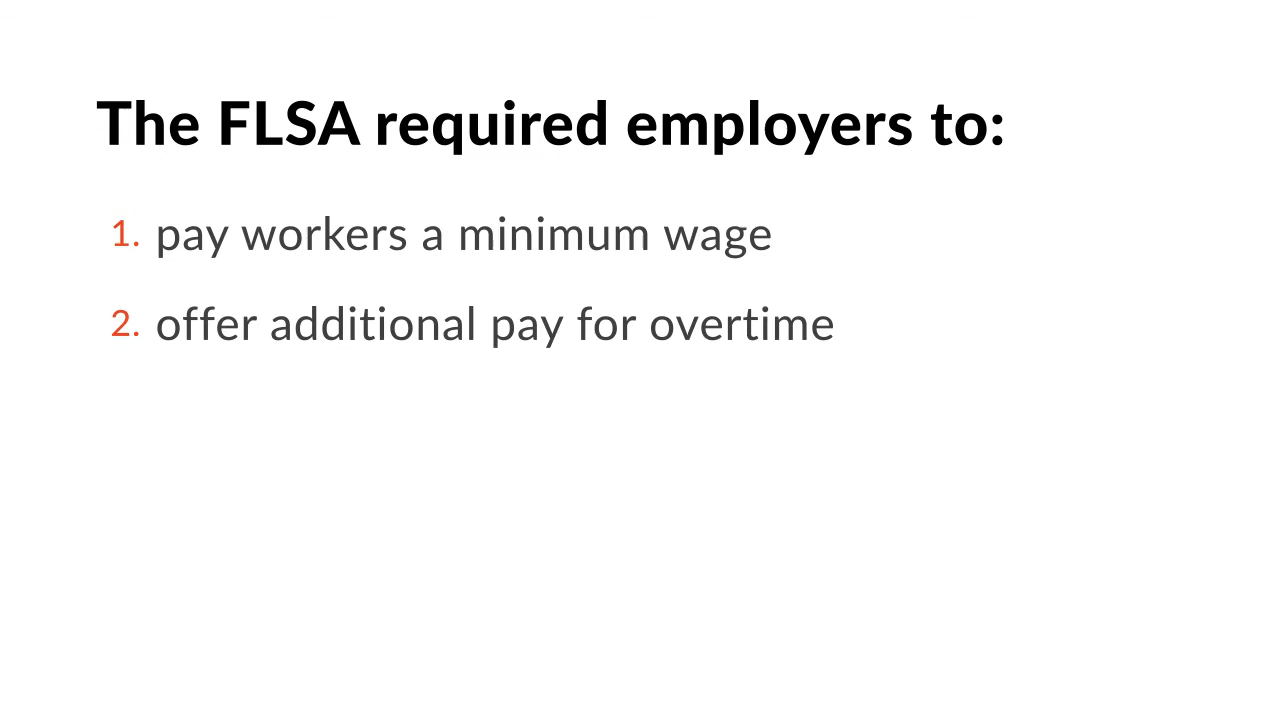 The FLSA required employers to:
1. pay workers a minimum wage
2. offer additional pay for overtime